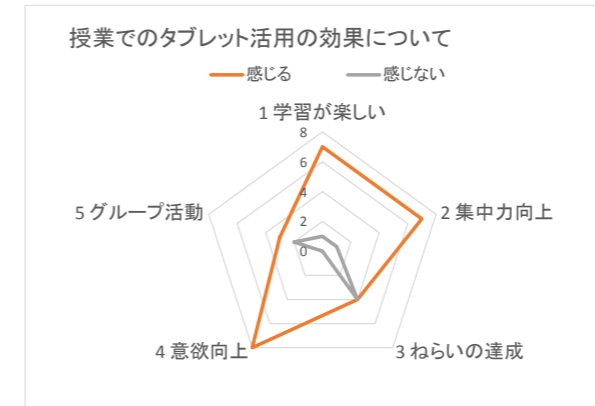 授業でのタブレット活用の効果について
感じる 感じない
1 学習が楽しい
8
6
4
2
0
2 集中力向上
3 ねらいの達成
4 意欲向上
5 グループ活動